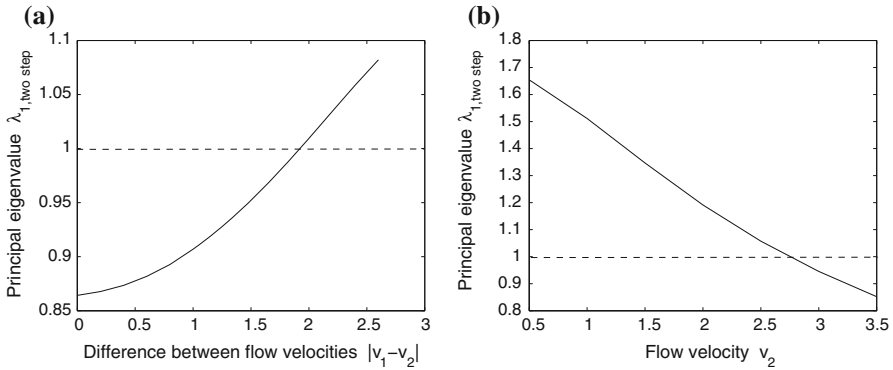 (a)
Principal eigenvalue λ1,two step
1.1
1.05
1
0.95
0.9
0.85
0 0.5 1 1.5 2 2.5 3
Difference between flow velocities |v1−v2|
(b)
Principal eigenvalue λ1,two step
1.8
1.7
1.6
1.5
1.4
1.3
1.2
1.1
1
0.9
0.8
0.5 1 1.5 2 2.5 3 3.5
Flow velocity v2